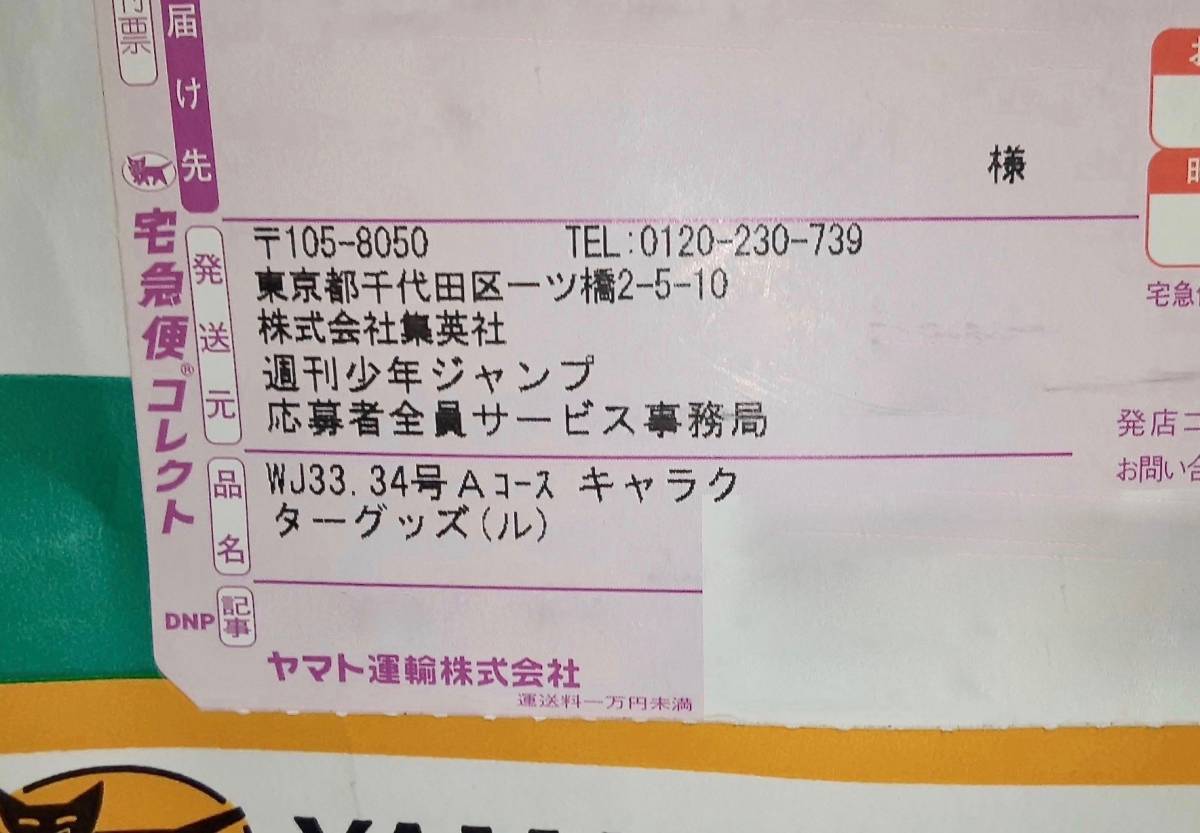 票
届け先
様
宅急便®コレクト
発送元
〒105-8050 TEL:0120-230-739
東京都千代田区一ツ橋2-5-10
株式会社集英社
週刊少年ジャンプ
応募者全員サービス事務局
品名
WJ33.34号Aコース キャラク
ターグッズ(ル)
DNP
記事
ヤマト運輸株式会社
運送料一万円未満
宅急
発店
お問い合